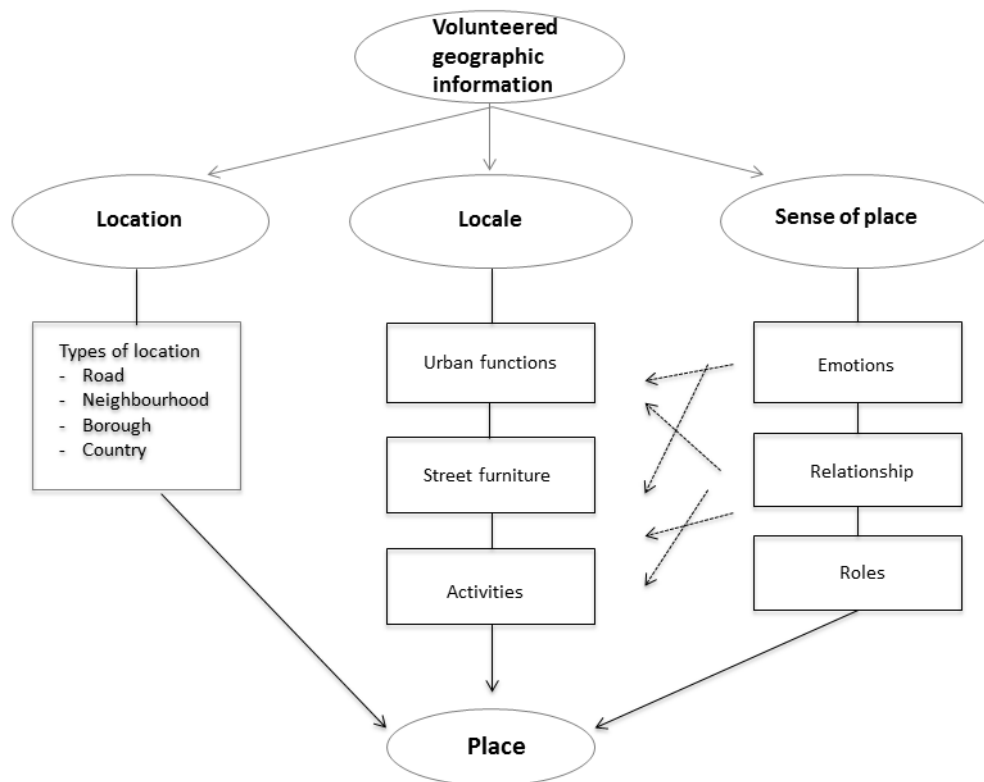 Volunteered
geographic
information
Location
Locale
Sense of place
Types of location
- Road
- Neighbourhood
- Borough
- Country
Urban functions
Street furniture
Activities
Emotions
Relationship
Roles
Place